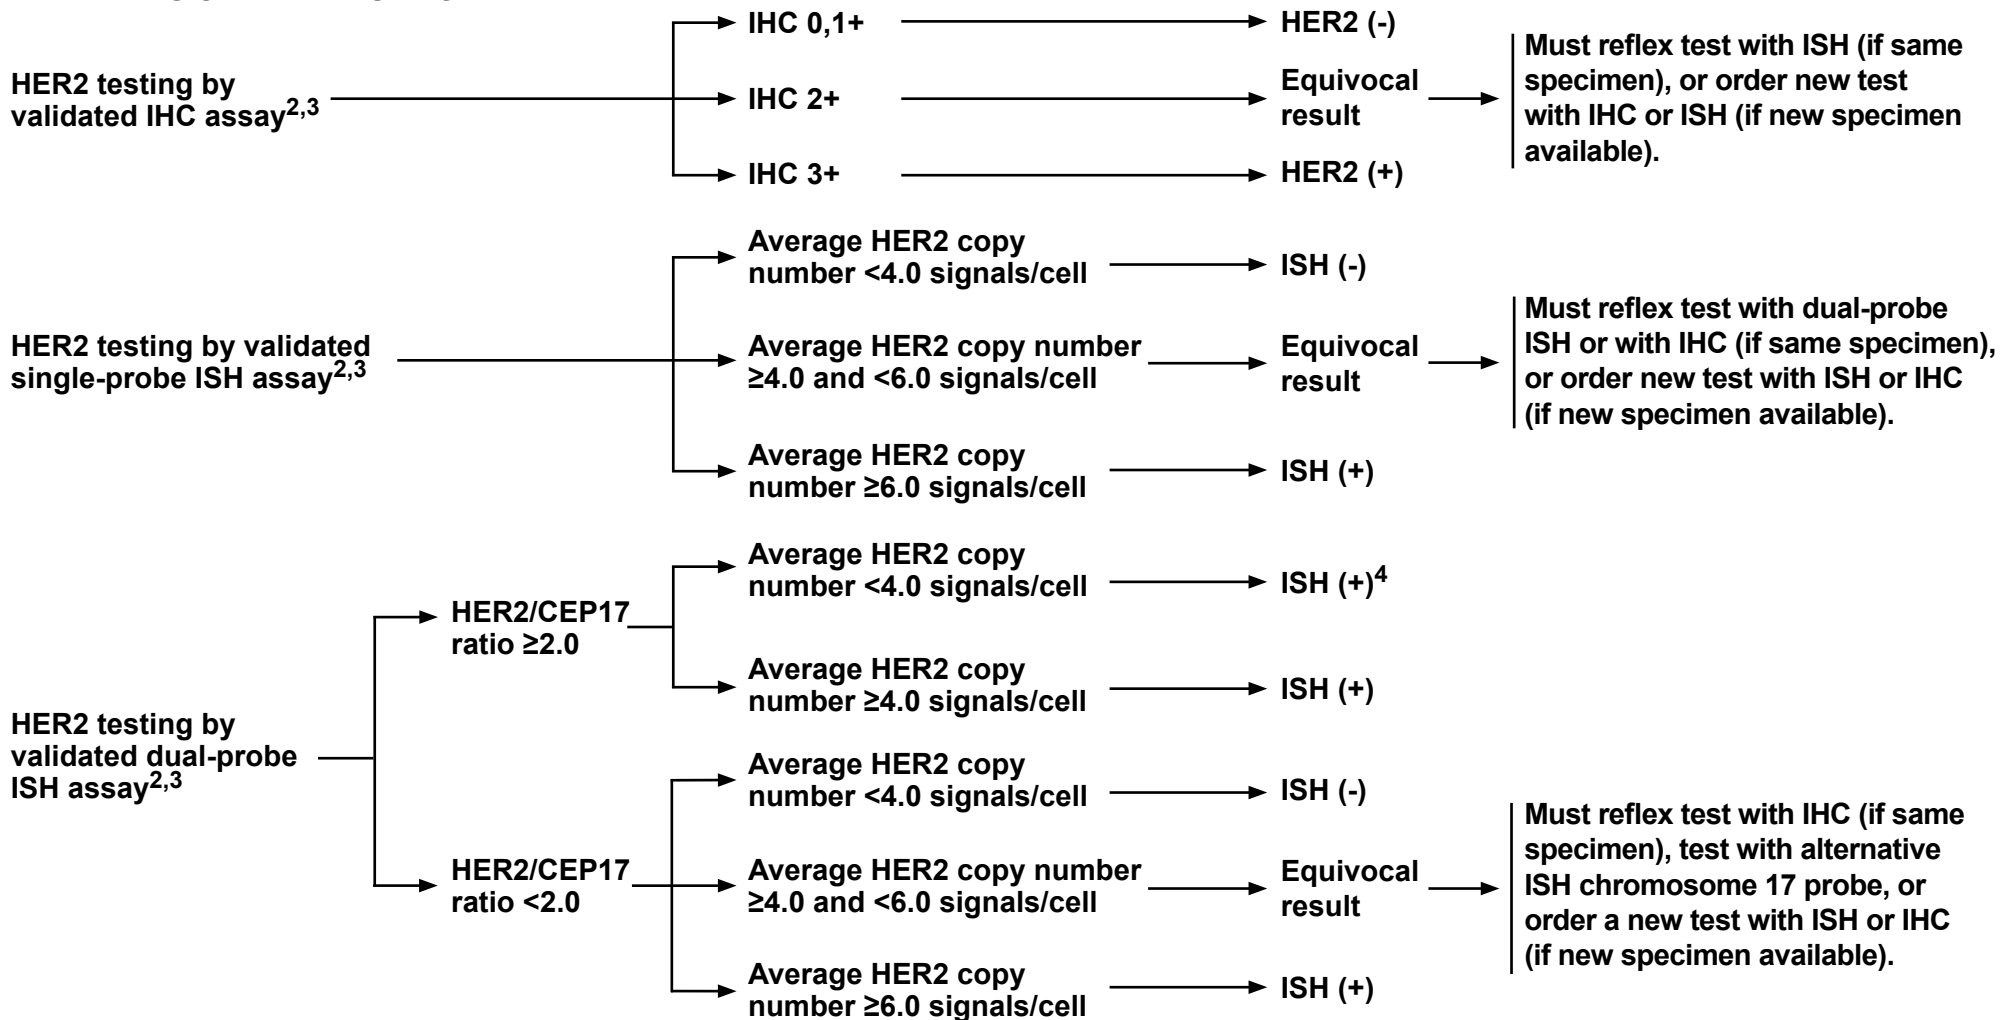 IHC 0,1+
HER2 (-)
HER2 testing by
validated IHC assay2,3
IHC 2+
Equivocal
result
Must reflex test with ISH (if same
specimen), or order new test
with IHC or ISH (if new specimen
available).
IHC 3+
HER2 (+)
Average HER2 copy
number <4.0 signals/cell
ISH (-)
HER2 testing by validated
single-probe ISH assay2,3
Average HER2 copy number
≥4.0 and <6.0 signals/cell
Equivocal
result
Must reflex test with dual-probe
ISH or with IHC (if same specimen),
or order new test with ISH or IHC
(if new specimen available).
Average HER2 copy
number ≥6.0 signals/cell
ISH (+)
HER2 testing by
validated dual-probe
ISH assay2,3
HER2/CEP17
ratio ≥2.0
Average HER2 copy
number <4.0 signals/cell
ISH (+)4
Average HER2 copy
number ≥4.0 signals/cell
ISH (+)
HER2/CEP17
ratio <2.0
Average HER2 copy
number <4.0 signals/cell
ISH (-)
Average HER2 copy number
≥4.0 and <6.0 signals/cell
Equivocal
result
Must reflex test with IHC (if same
specimen), test with alternative
ISH chromosome 17 probe, or
order a new test with ISH or IHC
(if new specimen available).
Average HER2 copy
number ≥6.0 signals/cell
ISH (+)